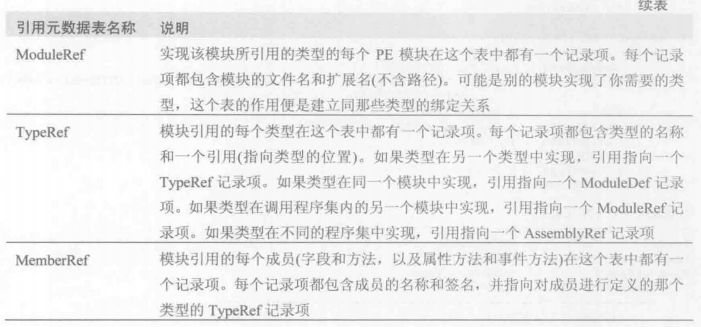 续表
引用元数据表名称 说明
ModuleRef 实现该模块所引用的类型的每个 PE 模块在这个表中都有一个记录项。每个记录
项都包含模块的文件名和扩展名(不含路径)。可能是别的模块实现了你需要的类
型，这个表的作用便是建立同那些类型的绑定关系
TypeRef 模块引用的每个类型在这个表中都有一个记录项。每个记录项都包含类型的名称
和一个引用(指向类型的位置)。如果类型在另一个类型中实现，引用指向一个
TypeRef 记录项。如果类型在同一个模块中实现，引用指向一个 ModuleDef 记录
项。如果类型在调用程序集内的另一个模块中实现，引用指向一个 ModuleRef 记
录项。如果类型在不同的程序集中实现，引用指向一个 AssemblyRef 记录项
MemberRef 模块引用的每个成员(字段和方法，以及属性方法和事件方法)在这个表中都有一
个记录项。每个记录项都包含成员的名称和签名，并指向对成员进行定义的那个
类型的 TypeRef 记录项